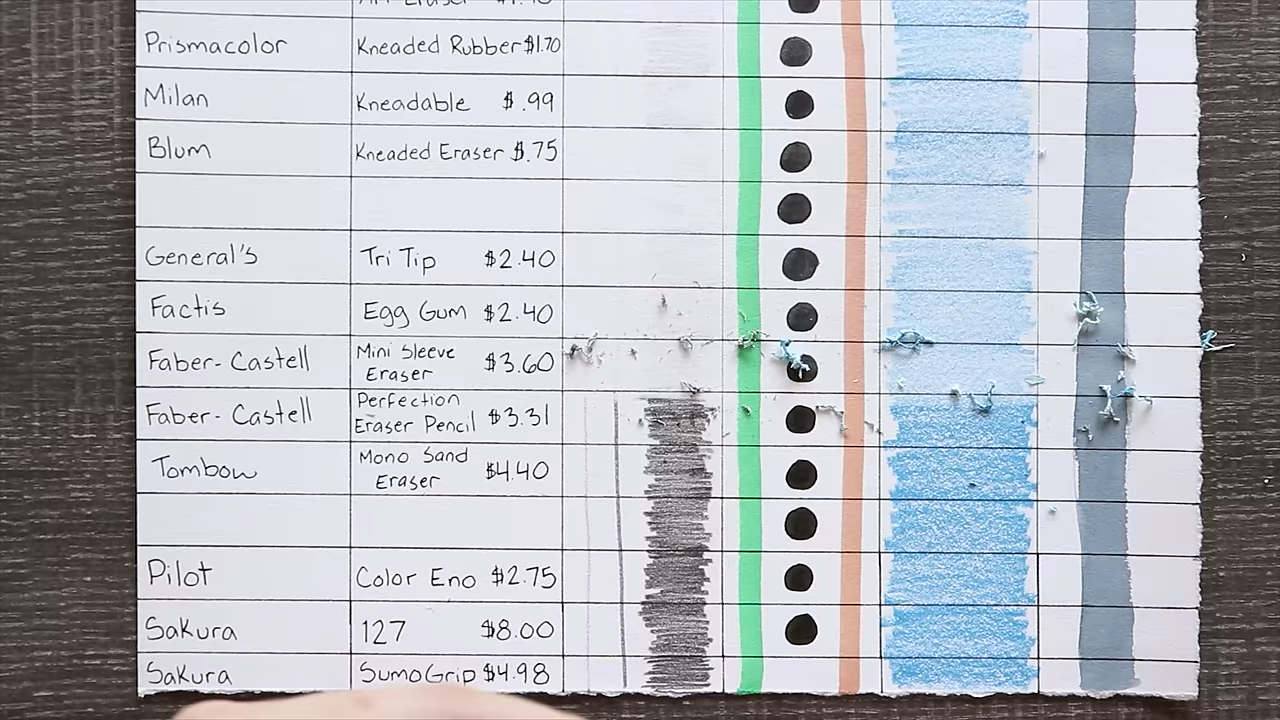 Prismacolor Kneaded Rubber $1.70
Milan Kneadable $.99
Blum Kneaded Eraser $.75
General's Tri Tip $2.40
Factis Egg Gum $2.40
Faber-Castell Mini Sleeve Eraser $3.60
Faber-Castell Perfection Eraser Pencil $3.31
Tombow Mono Sand Eraser $4.40
Pilot Color Eno $2.75
Sakura 127 $8.00
Sakura SumoGrip $4.98